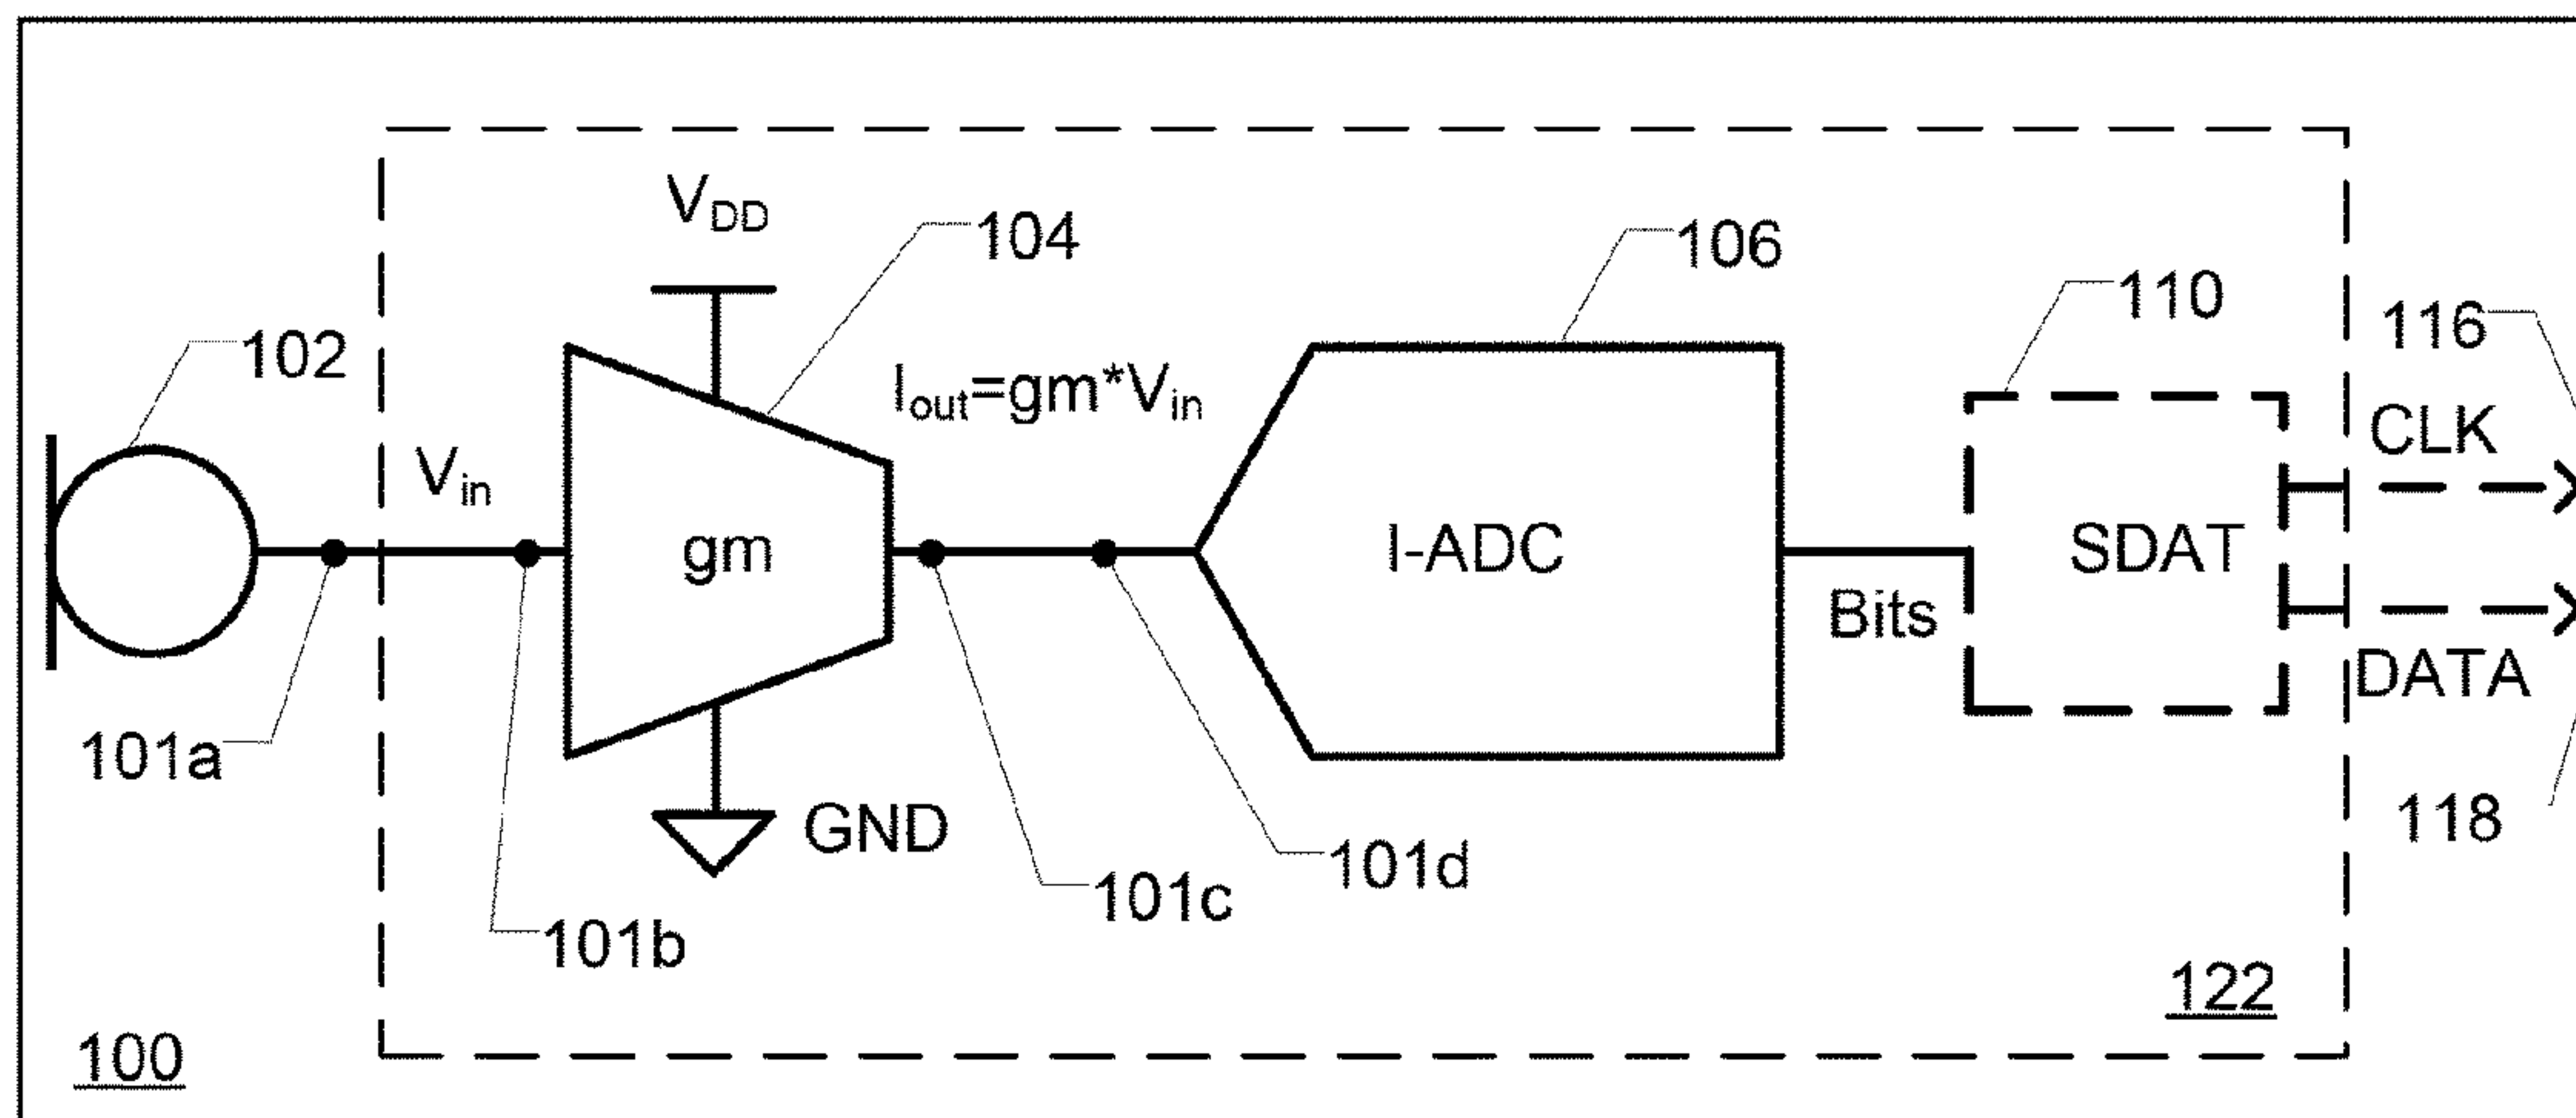 V_DD
104
106
110
116
102
I_out=gm*V_in
CLK
V_in
gm
I-ADC
SDAT
Bits
DATA
101a
GND
118
101d
101c
101b
122
100